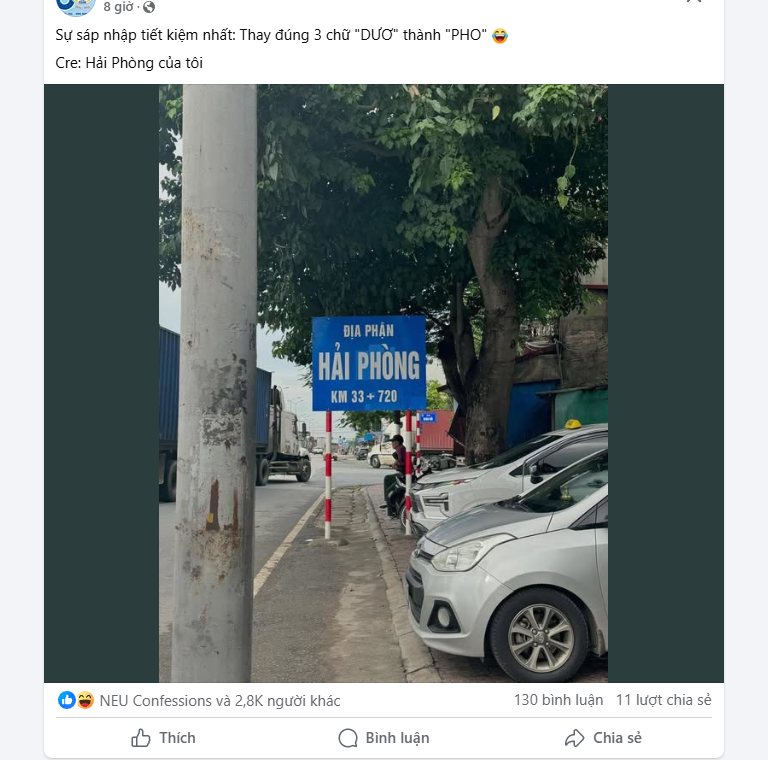 8 giờ ·
Sự sáp nhập tiết kiệm nhất: Thay đúng 3 chữ "DƯƠ" thành "PHO" 😂
Cre: Hải Phòng của tôi
ĐỊA PHẬN
HẢI PHÒNG
KM 33 + 720
NEU Confessions và 2,8K người khác
130 bình luận 11 lượt chia sẻ
Thích Bình luận Chia sẻ